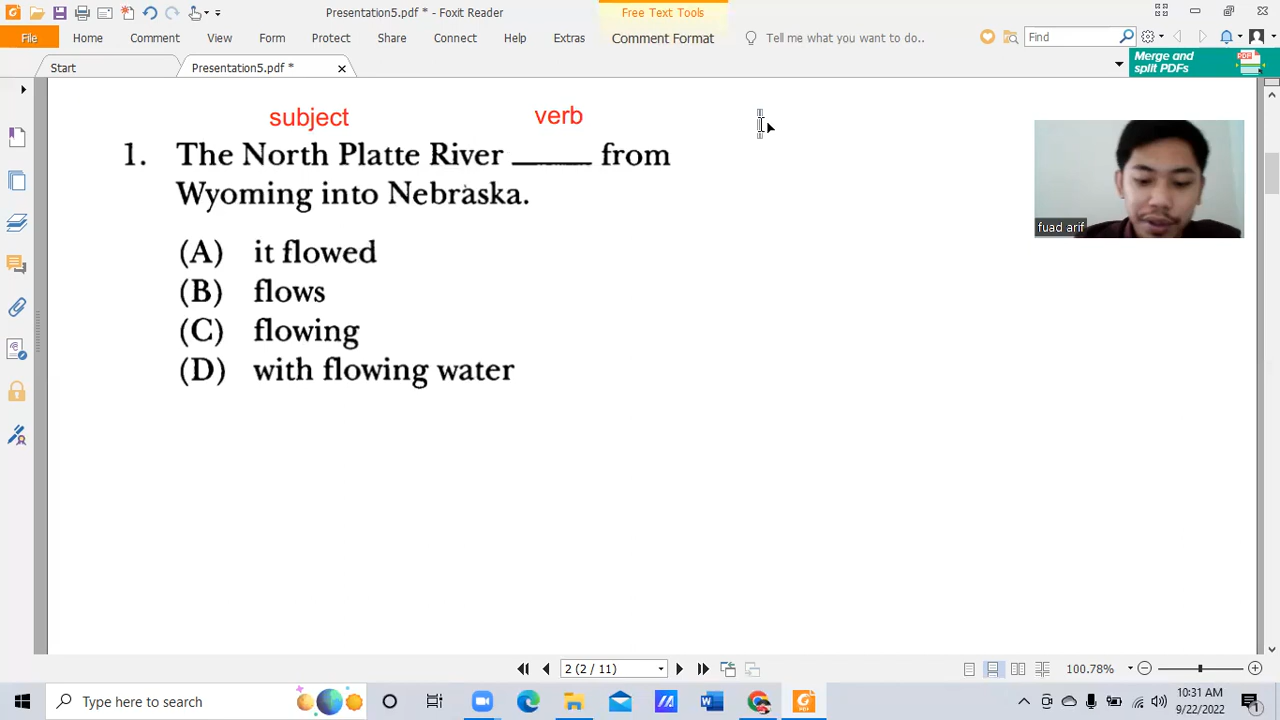 Presentation5.pdf * - Foxit Reader
Free Text Tools
File Home Comment View Form Protect Share Connect Help Extras Comment Format Tell me what you want to do.. Find
Start
Presentation5.pdf *
Merge and
split PDFs
subject
verb
1. The North Platte River ______ from
Wyoming into Nebraska.
(A) it flowed
(B) flows
(C) flowing
(D) with flowing water
fuad arif
2 (2 / 11)
100.78%
Type here to search
10:31 AM
9/22/2022